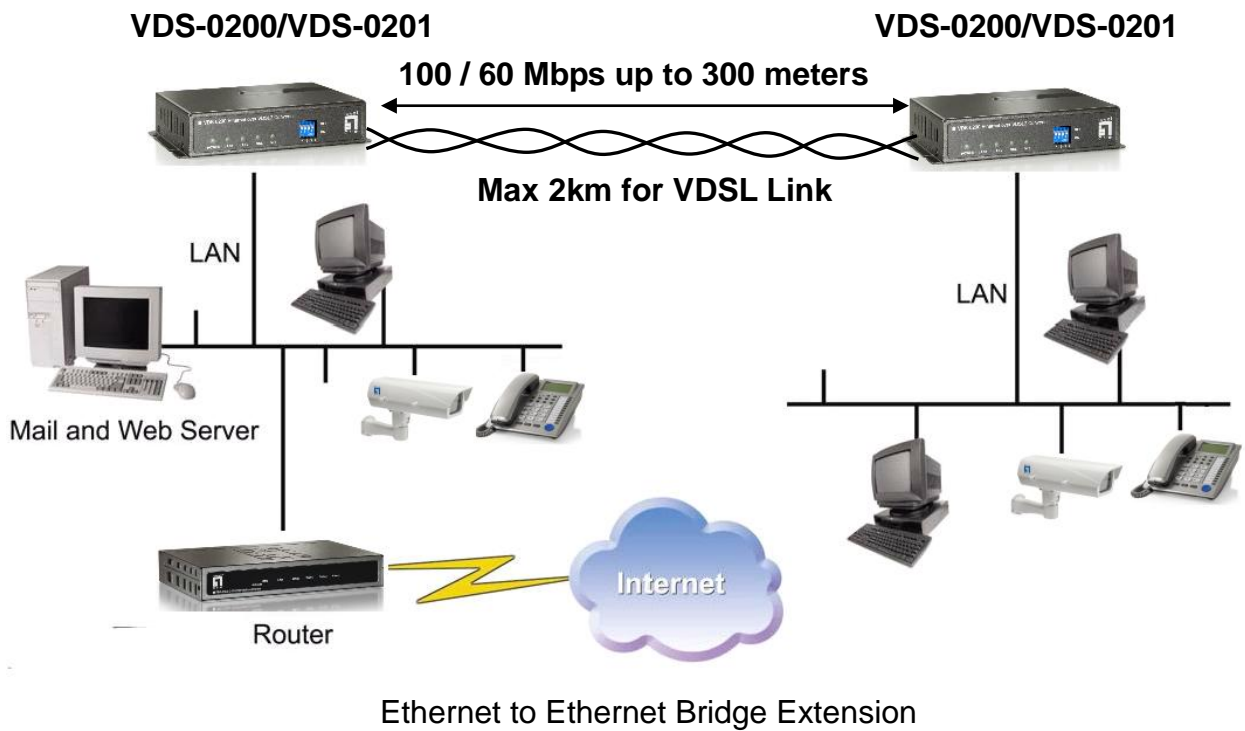 VDS-0200/VDS-0201
VDS-0200/VDS-0201
100 / 60 Mbps up to 300 meters
Max 2km for VDSL Link
LAN
LAN
Mail and Web Server
Internet
Router
Ethernet to Ethernet Bridge Extension